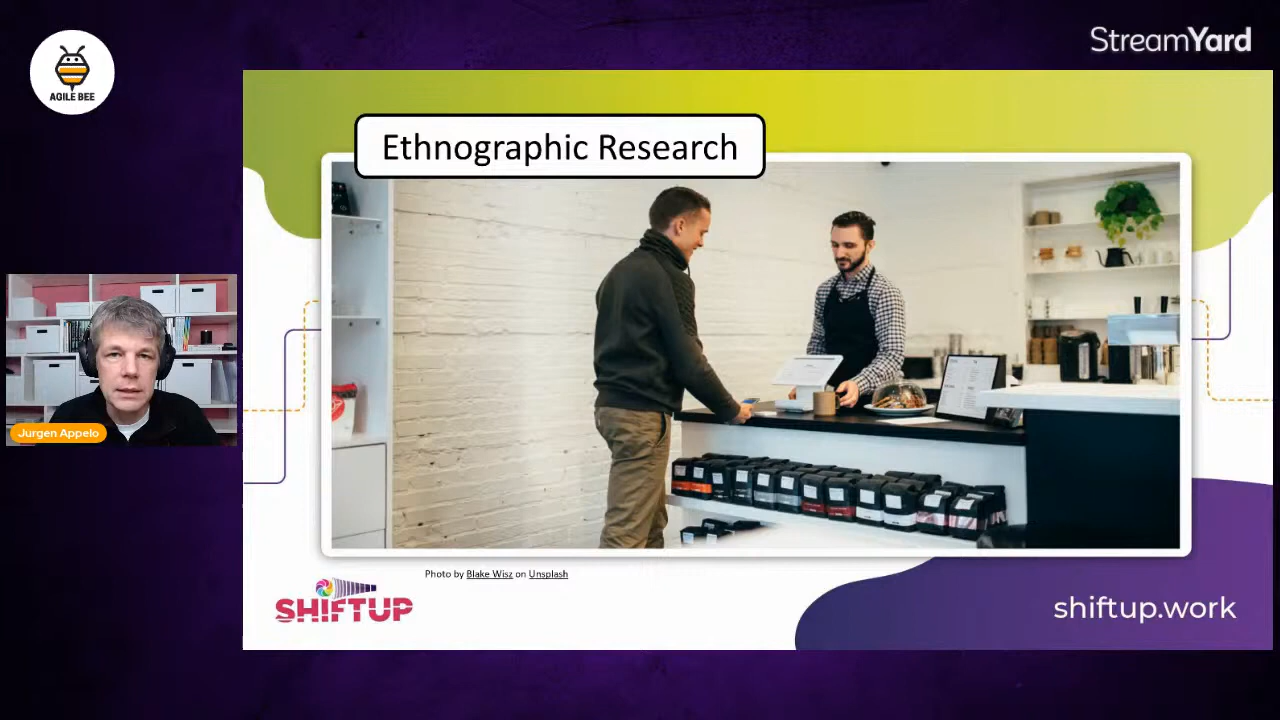 AGILE BEE
StreamYard
Ethnographic Research
Jurgen Appelo
Photo by Blake Wisz on Unsplash
SHIFTUP
shiftup.work